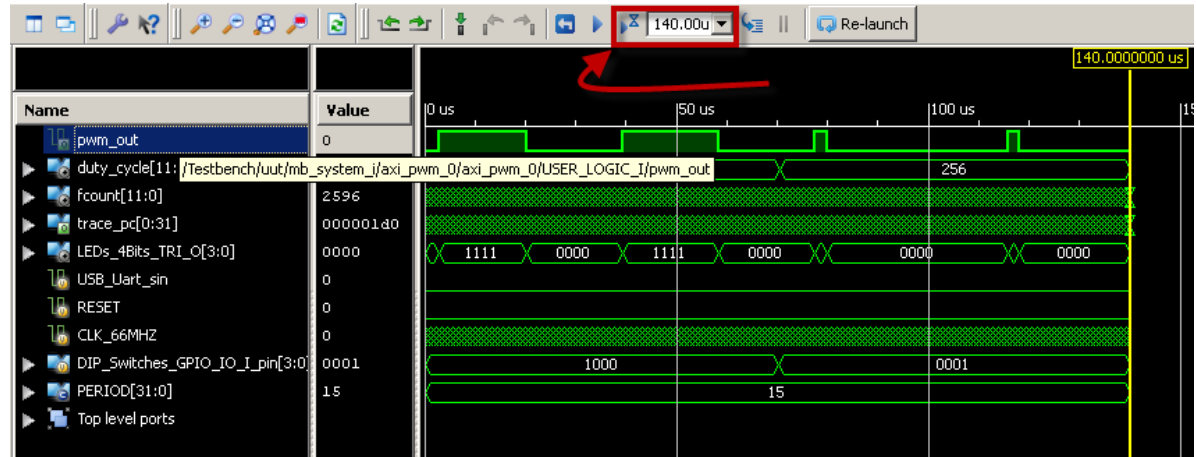 140.00u Re-launch
140.0000000 us
Name Value 0 us 50 us 100 us
pwm_out 0
duty_cycle[11: /Testbench/uut/mb_system_i/axi_pwm_0/axi_pwm_0/USER_LOGIC_I/pwm_out 256
fcount[11:0] 2596
trace_pc[0:31] 000001d0
LEDs_4Bits_TRI_O[3:0] 0000 1111 0000 1111 0000 0000 0000
USB_Uart_sin 0
RESET 0
CLK_66MHZ 0
DIP_Switches_GPIO_IO_I_pin[3:0] 0001 1000 0001
PERIOD[31:0] 15 15
Top level ports